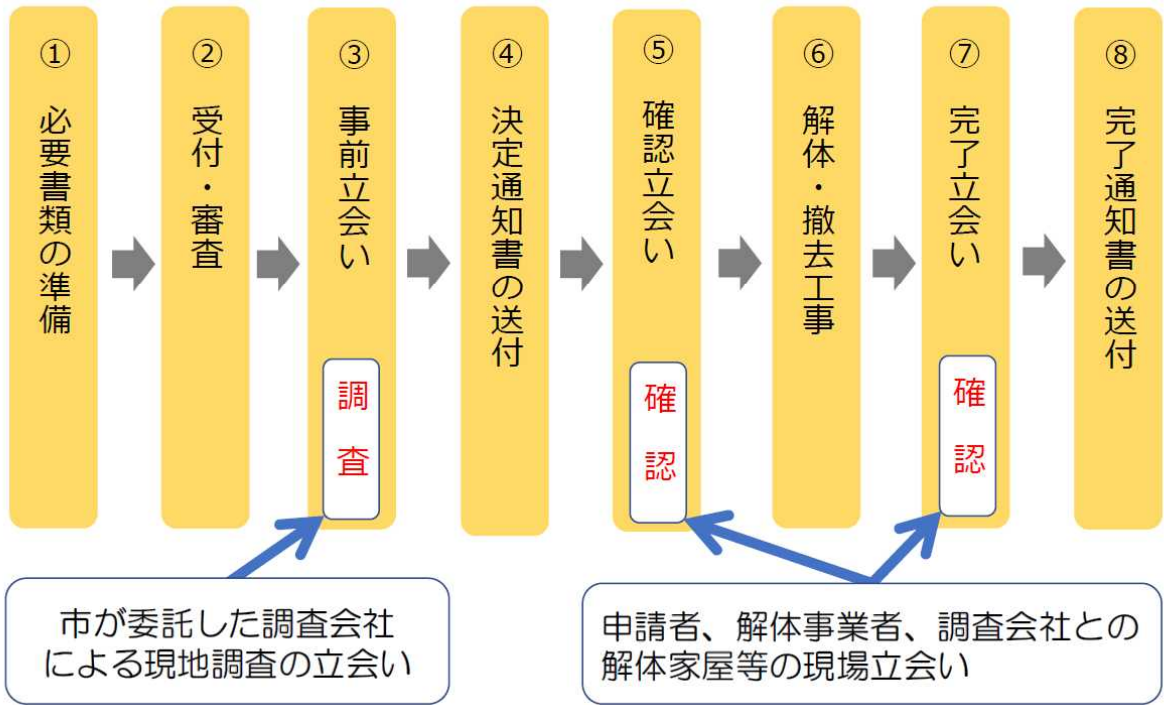 ① 必要書類の準備
② 受付・審査
③ 事前立会い
調査
④ 決定通知書の送付
⑤ 確認立会い
確認
⑥ 解体・撤去工事
⑦ 完了立会い
確認
⑧ 完了通知書の送付
市が委託した調査会社
による現地調査の立会い
申請者、解体事業者、調査会社との
解体家屋等の現場立会い